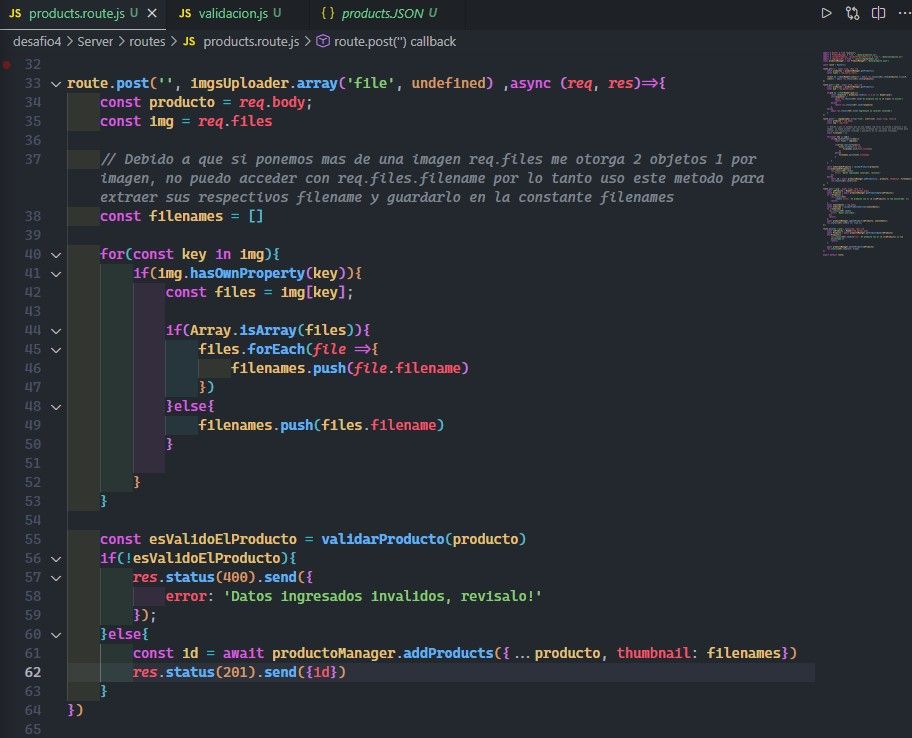 JS products.route.js U ×
JS validacion.js U
{} products.JSON U
desafio4 > Server > routes > JS products.route.js > route.post('') callback
32
33 route.post('', imgsUploader.array('file', undefined) ,async (req, res)=>{
34 const producto = req.body;
35 const img = req.files
36
37 // Debido a que si ponemos mas de una imagen req.files me otorga 2 objetos 1 por
imagen, no puedo acceder con req.files.filename por lo tanto uso este metodo para
extraer sus respectivos filename y guardarlo en la constante filenames
38 const filenames = []
39
40 for(const key in img){
41 if(img.hasOwnProperty(key)){
42 const files = img[key];
43
44 if(Array.isArray(files)){
45 files.forEach(file =>{
46 filenames.push(file.filename)
47 })
48 }else{
49 filenames.push(files.filename)
50 }
51
52 }
53 }
54
55 const esValidoElProducto = validarProducto(producto)
56 if(!esValidoElProducto){
57 res.status(400).send({
58 error: 'Datos ingresados invalidos, revisalo!'
59 });
60 }else{
61 const id = await productoManager.addProducts({...producto, thumbnail: filenames})
62 res.status(201).send({id})
63 }
64 })
65